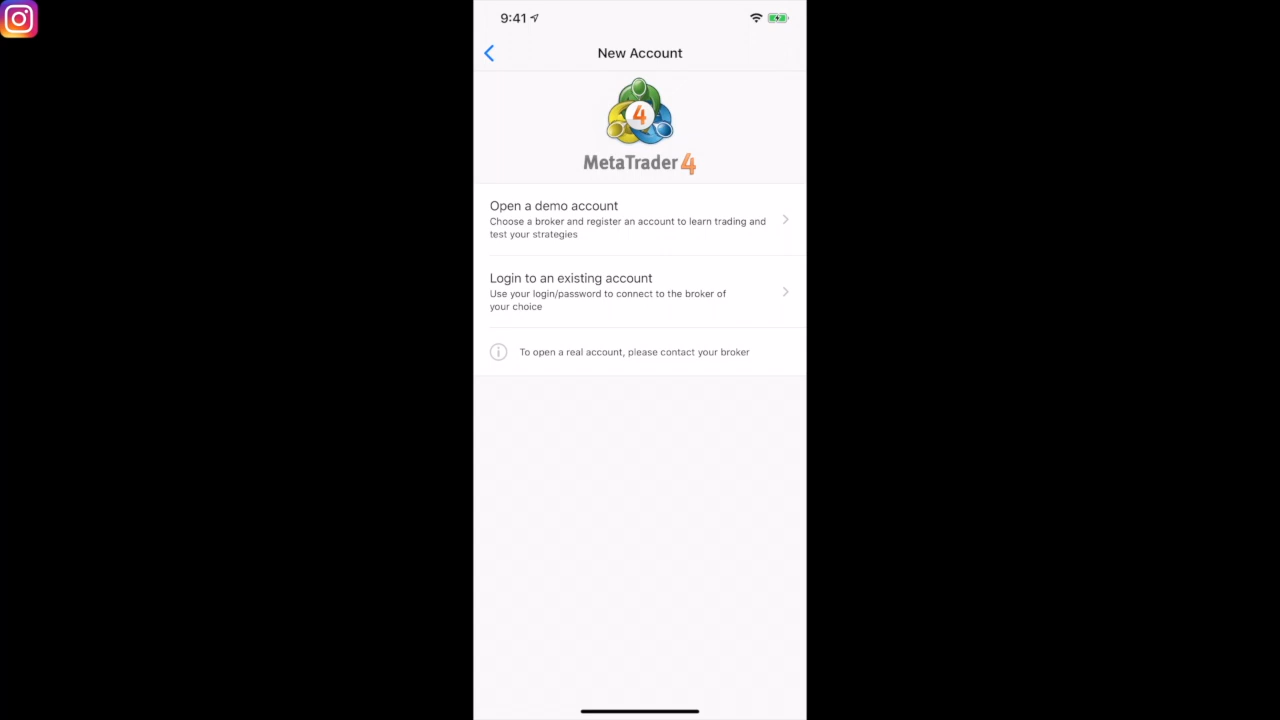 9:41
New Account
4
MetaTrader 4
Open a demo account
Choose a broker and register an account to learn trading and
test your strategies
Login to an existing account
Use your login/password to connect to the broker of
your choice
To open a real account, please contact your broker